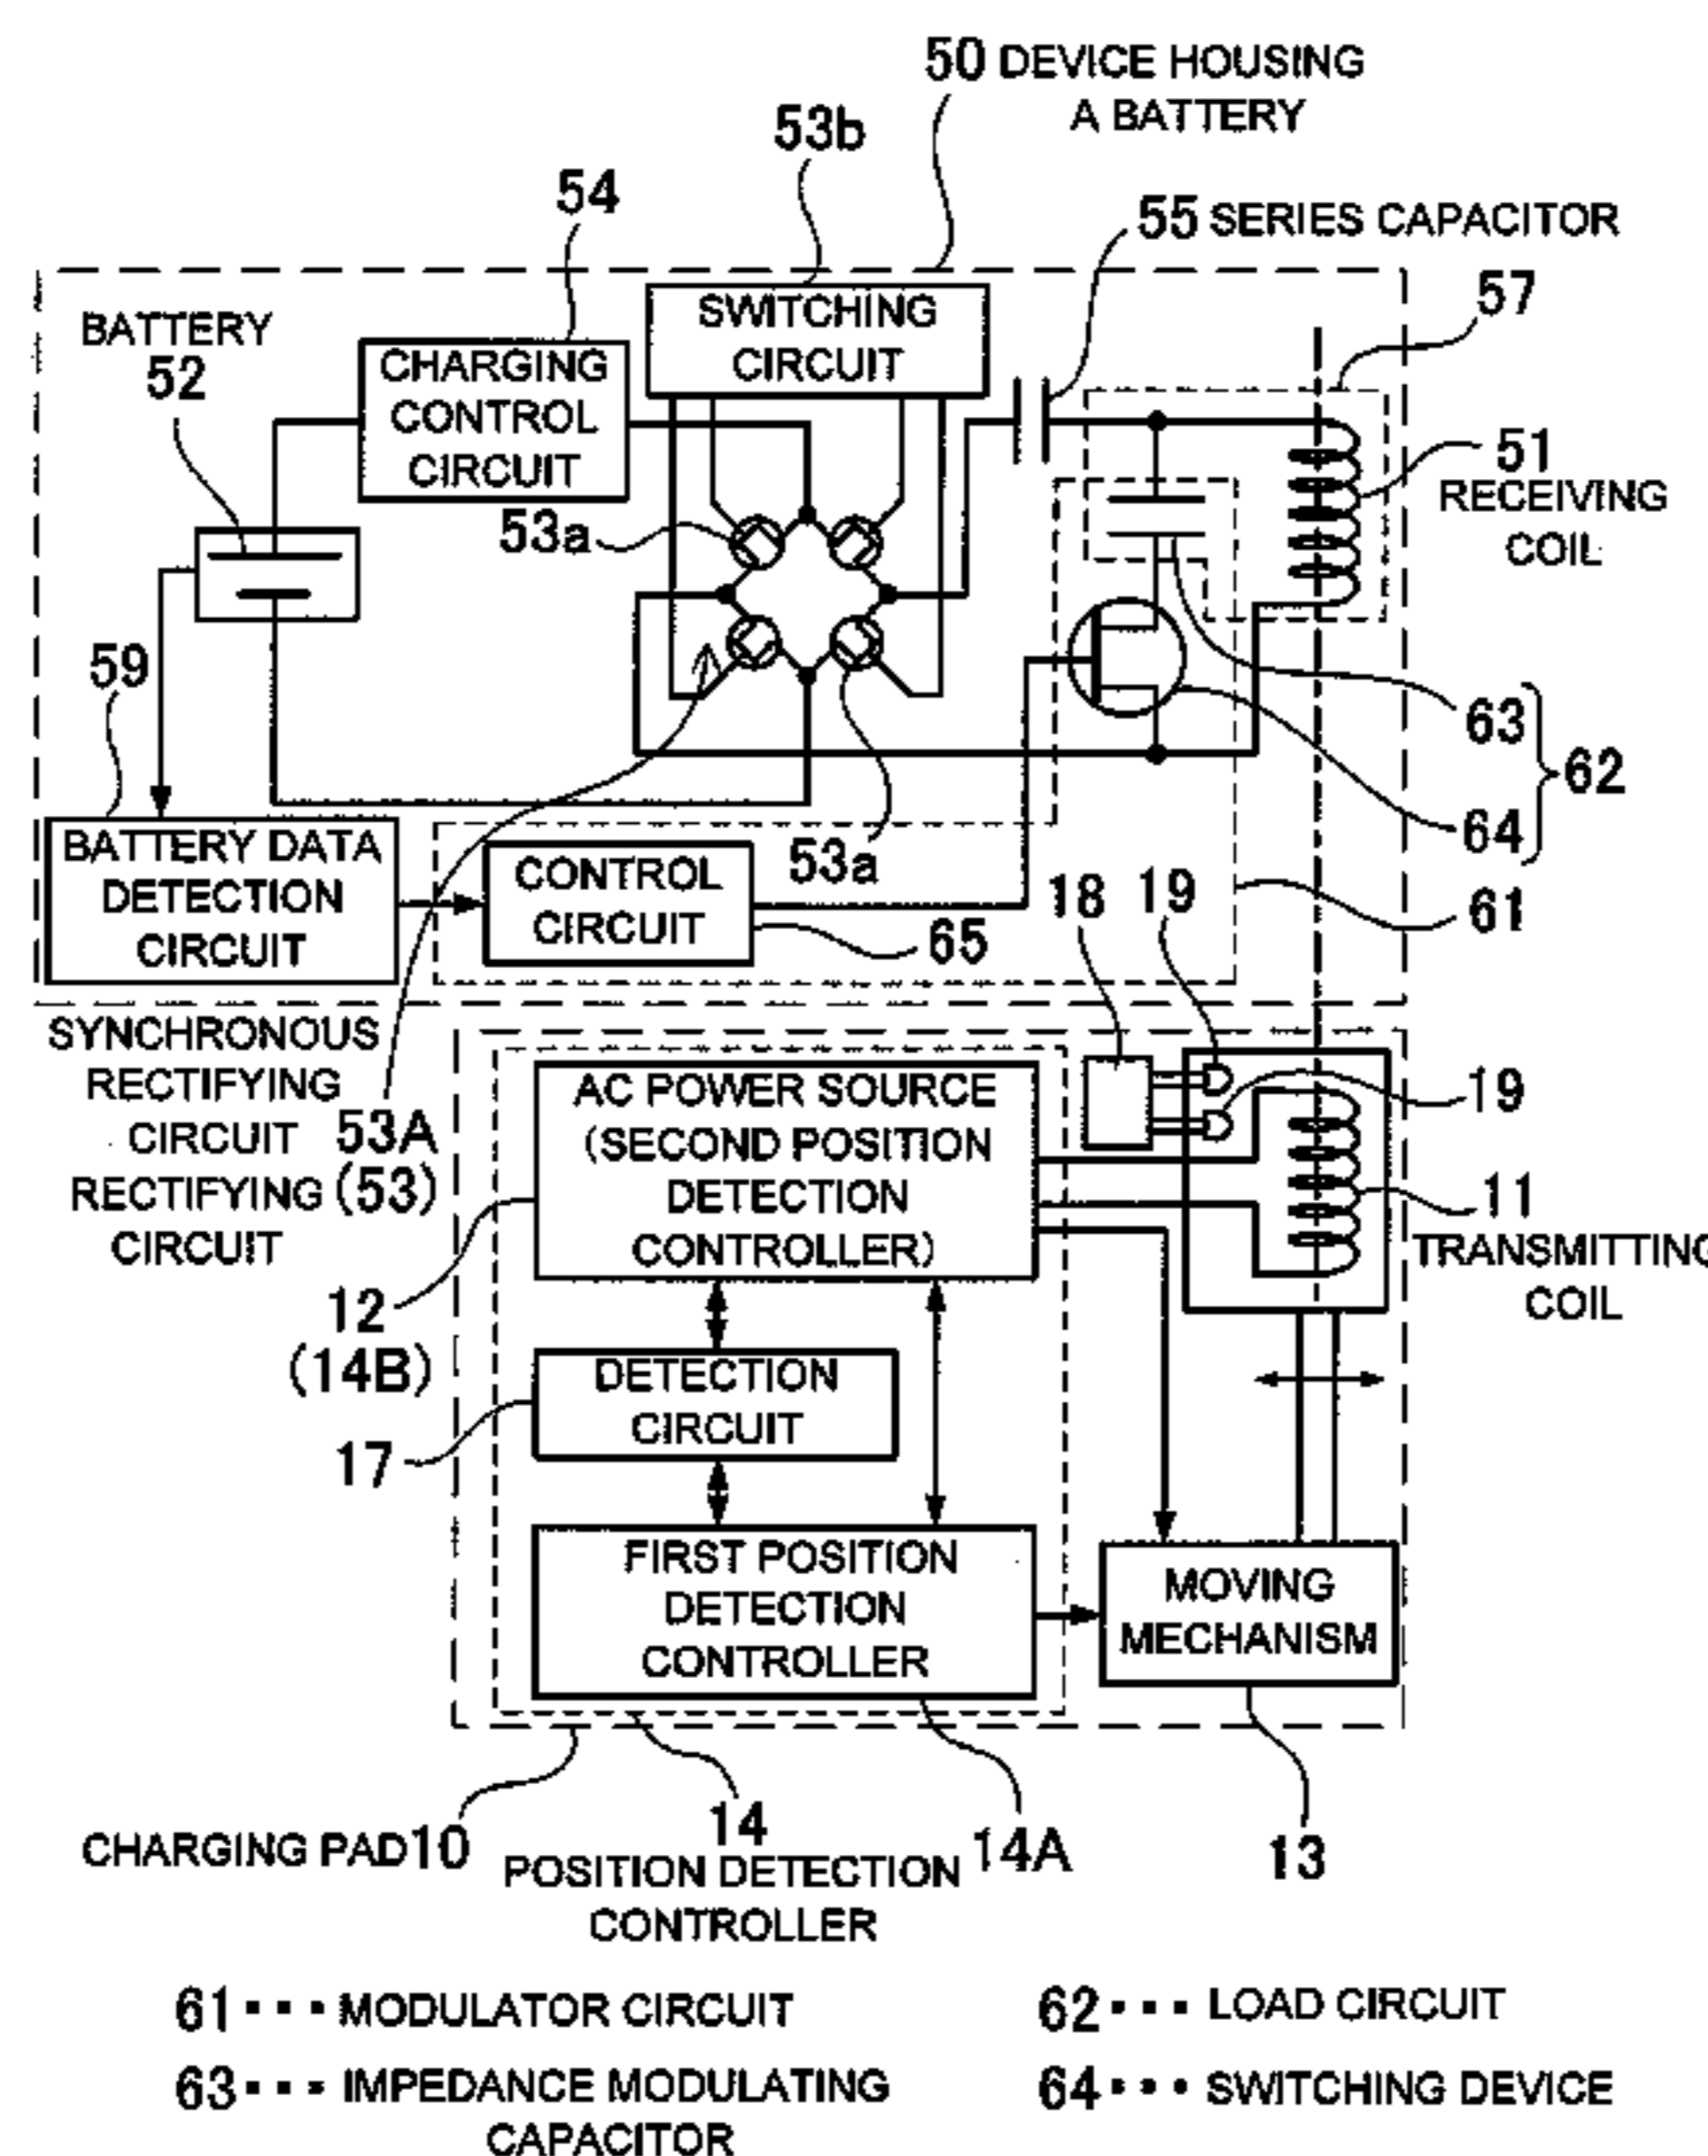 50 DEVICE HOUSING
A BATTERY
53b
54
55 SERIES CAPACITOR
57
BATTERY
52
CHARGING
CONTROL
CIRCUIT
SWITCHING
CIRCUIT
51
RECEIVING
COIL
53a
59
63
62
64
BATTERY DATA
DETECTION
CIRCUIT
CONTROL
CIRCUIT
53a
65
18
19
61
SYNCHRONOUS
RECTIFYING
CIRCUIT 53A
RECTIFYING (53)
CIRCUIT
AC POWER SOURCE
(SECOND POSITION
DETECTION
CONTROLLER)
19
11
TRANSMITTING
COIL
12
(14B)
DETECTION
CIRCUIT
17
FIRST POSITION
DETECTION
CONTROLLER
MOVING
MECHANISM
CHARGING PAD 10
14
POSITION DETECTION
CONTROLLER
14A
13
61 ··· MODULATOR CIRCUIT
62 ··· LOAD CIRCUIT
63 ··· IMPEDANCE MODULATING
CAPACITOR
64 ··· SWITCHING DEVICE